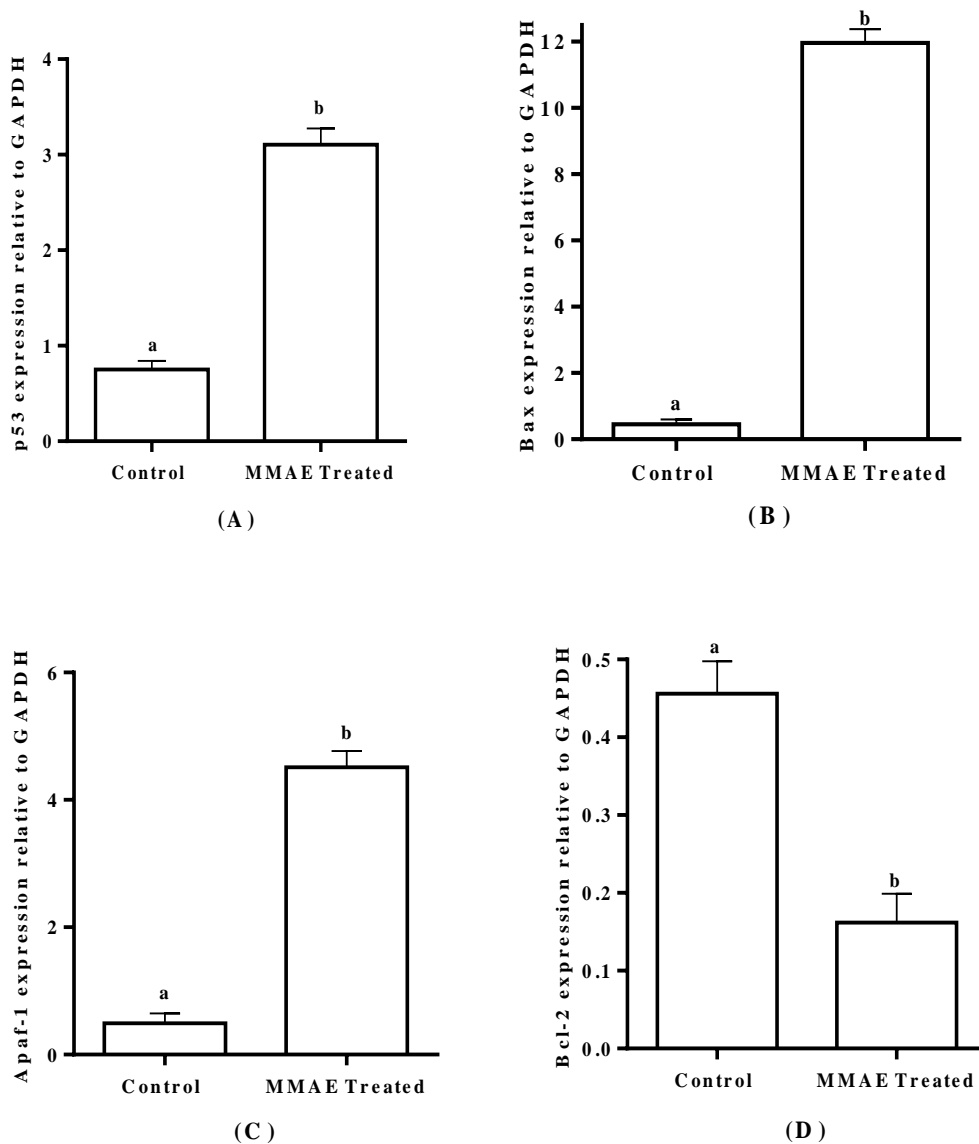 p53 expression relative to GAPDH
4
3
2
1
0
a
b
Control
MMAE Treated
(A)
Bax expression relative to GAPDH
12
10
8
6
4
2
0
a
b
Control
MMAE Treated
(B)
Apaf-1 expression relative to GAPDH
6
4
2
0
a
b
Control
MMAE Treated
(C)
Bcl-2 expression relative to GAPDH
0.5
0.4
0.3
0.2
0.1
0.0
a
b
Control
MMAE Treated
(D)